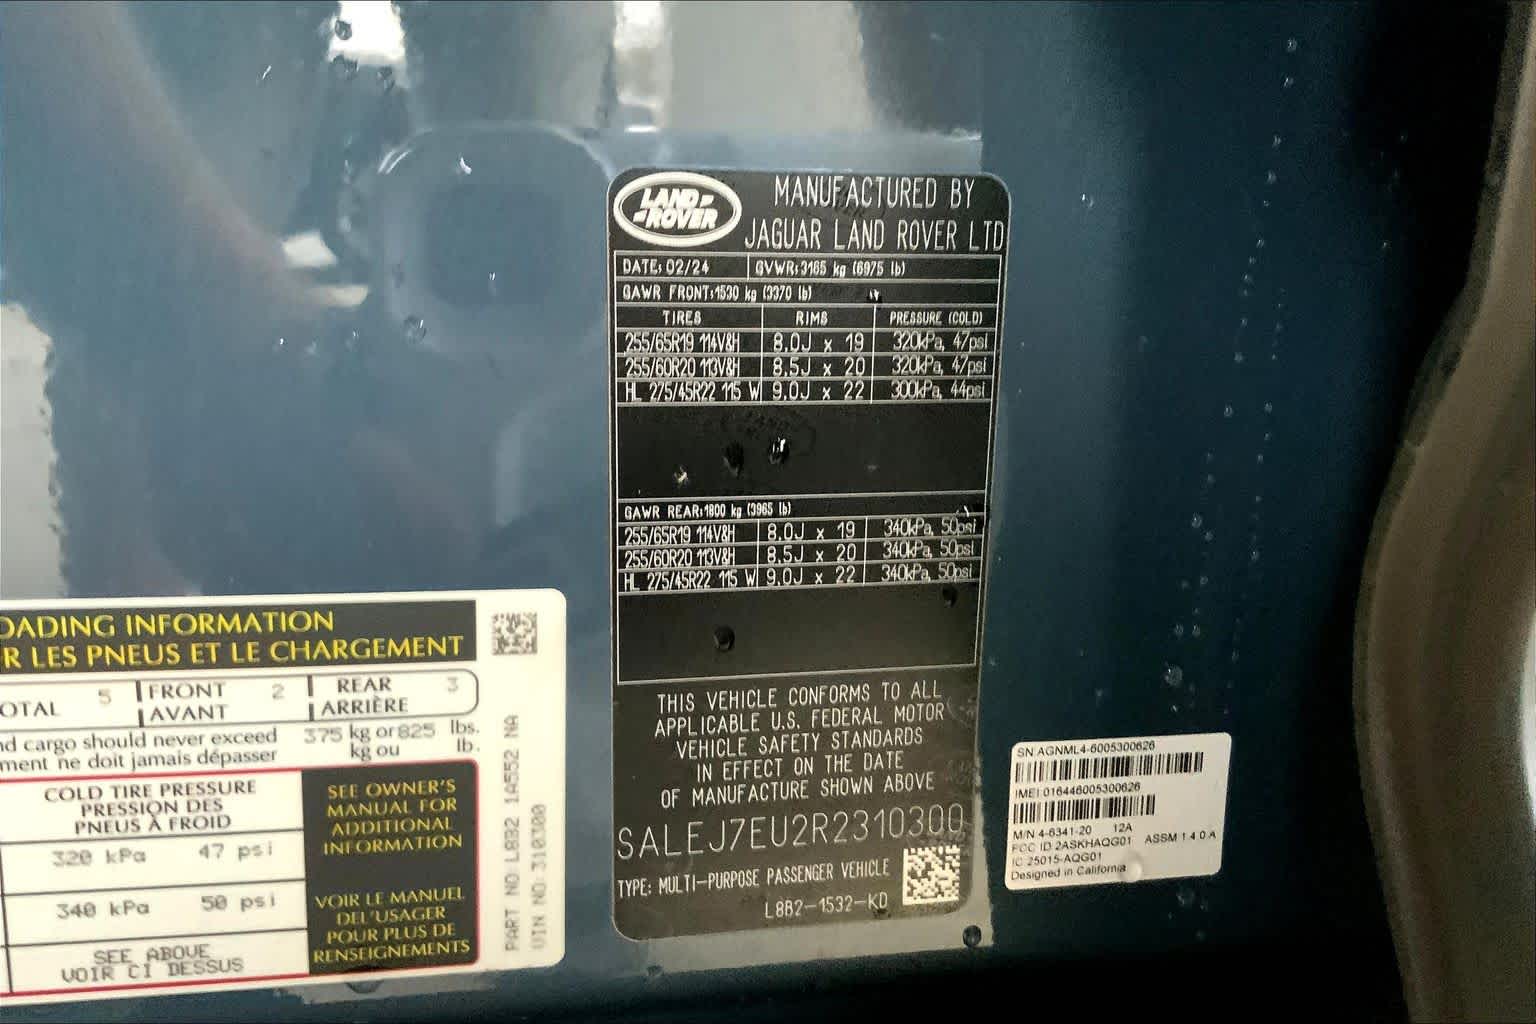 LAND ROVER
MANUFACTURED BY
JAGUAR LAND ROVER LTD
DATE: 02/24 GVWR: 3165 kg (6975 lb)
GAWR FRONT: 1530 kg (3370 lb)
TIRES RIMS PRESSURE (COLD)
255/65R19 114V&H 8.0J x 19 320kPa, 47psi
255/60R20 113V&H 8.5J x 20 320kPa, 47psi
HL 275/45R22 115 W 9.0J x 22 300kPa, 44psi
GAWR REAR: 1800 kg (3965 lb)
255/65R19 114V&H 8.0J x 19 340kPa, 50psi
255/60R20 113V&H 8.5J x 20 340kPa, 50psi
HL 275/45R22 115 W 9.0J x 22 340kPa, 50psi
THIS VEHICLE CONFORMS TO ALL
APPLICABLE U.S. FEDERAL MOTOR
VEHICLE SAFETY STANDARDS
IN EFFECT ON THE DATE
OF MANUFACTURE SHOWN ABOVE
SALEJ7EU2R2310300
TYPE: MULTI-PURPOSE PASSENGER VEHICLE
L8B2-1532-KD
OADING INFORMATION
R LES PNEUS ET LE CHARGEMENT
OTAL 5 FRONT 2 REAR 3
AVANT ARRIÈRE
nd cargo should never exceed 375 kg or 825 lbs.
ment ne doit jamais dépasser kg ou lb.
COLD TIRE PRESSURE
PRESSION DES
PNEUS À FROID
320 kPa 47 psi
340 kPa 50 psi
SEE ABOVE
VOIR CI DESSUS
SEE OWNER'S
MANUAL FOR
ADDITIONAL
INFORMATION
VOIR LE MANUEL
DEL'USAGER
POUR PLUS DE
RENSEIGNEMENTS
PART NO L8B2 1A552 NA
VIN NO: 310300
SN AGNML4-6005300626
IMEI 016446005300626
M/N 4-6341-20 12A
FCC ID 2ASKHAQG01 ASSM 1.4.0 A
IC 25015-AQG01
Designed in California